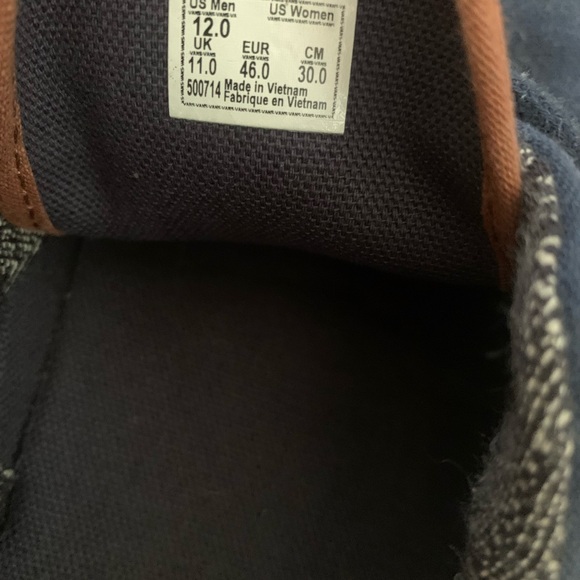 US Men US Women
12.0
UK EUR CM
11.0 46.0 30.0
500714 Made in Vietnam
Fabrique en Vietnam